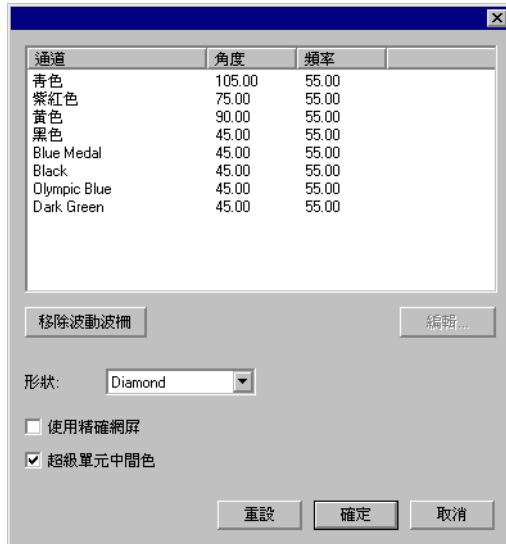 通道 角度 頻率
青色 105.00 55.00
紫紅色 75.00 55.00
黃色 90.00 55.00
黑色 45.00 55.00
Blue Medal 45.00 55.00
Black 45.00 55.00
Olympic Blue 45.00 55.00
Dark Green 45.00 55.00
移除波動波柵 編輯...
形狀: Diamond
使用精確網屏
超級單元中間色
重設 確定 取消